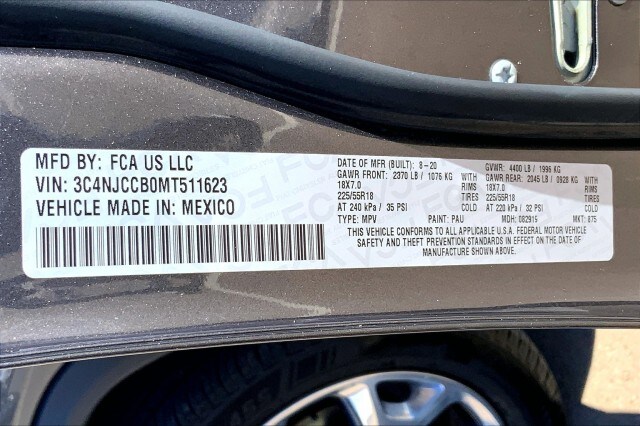 MFD BY: FCA US LLC
VIN: 3C4NJCCB0MT511623
VEHICLE MADE IN: MEXICO
DATE OF MFR (BUILT): 8-20 GVWR: 4400 LB / 1996 KG
GAWR FRONT: 2370 LB / 1076 KG WITH GAWR REAR: 2045 LB / 0928 KG WITH
18X7.0 RIMS 18X7.0 RIMS
225/55R18 TIRES 225/55R18 TIRES
AT 240 kPa / 35 PSI COLD AT 220 kPa / 32 PSI COLD
TYPE: MPV PAINT: PAU MDH: 082915 MKT: 875
THIS VEHICLE CONFORMS TO ALL APPLICABLE U.S.A. FEDERAL MOTOR VEHICLE
SAFETY AND THEFT PREVENTION STANDARDS IN EFFECT ON THE DATE OF
MANUFACTURE SHOWN ABOVE.